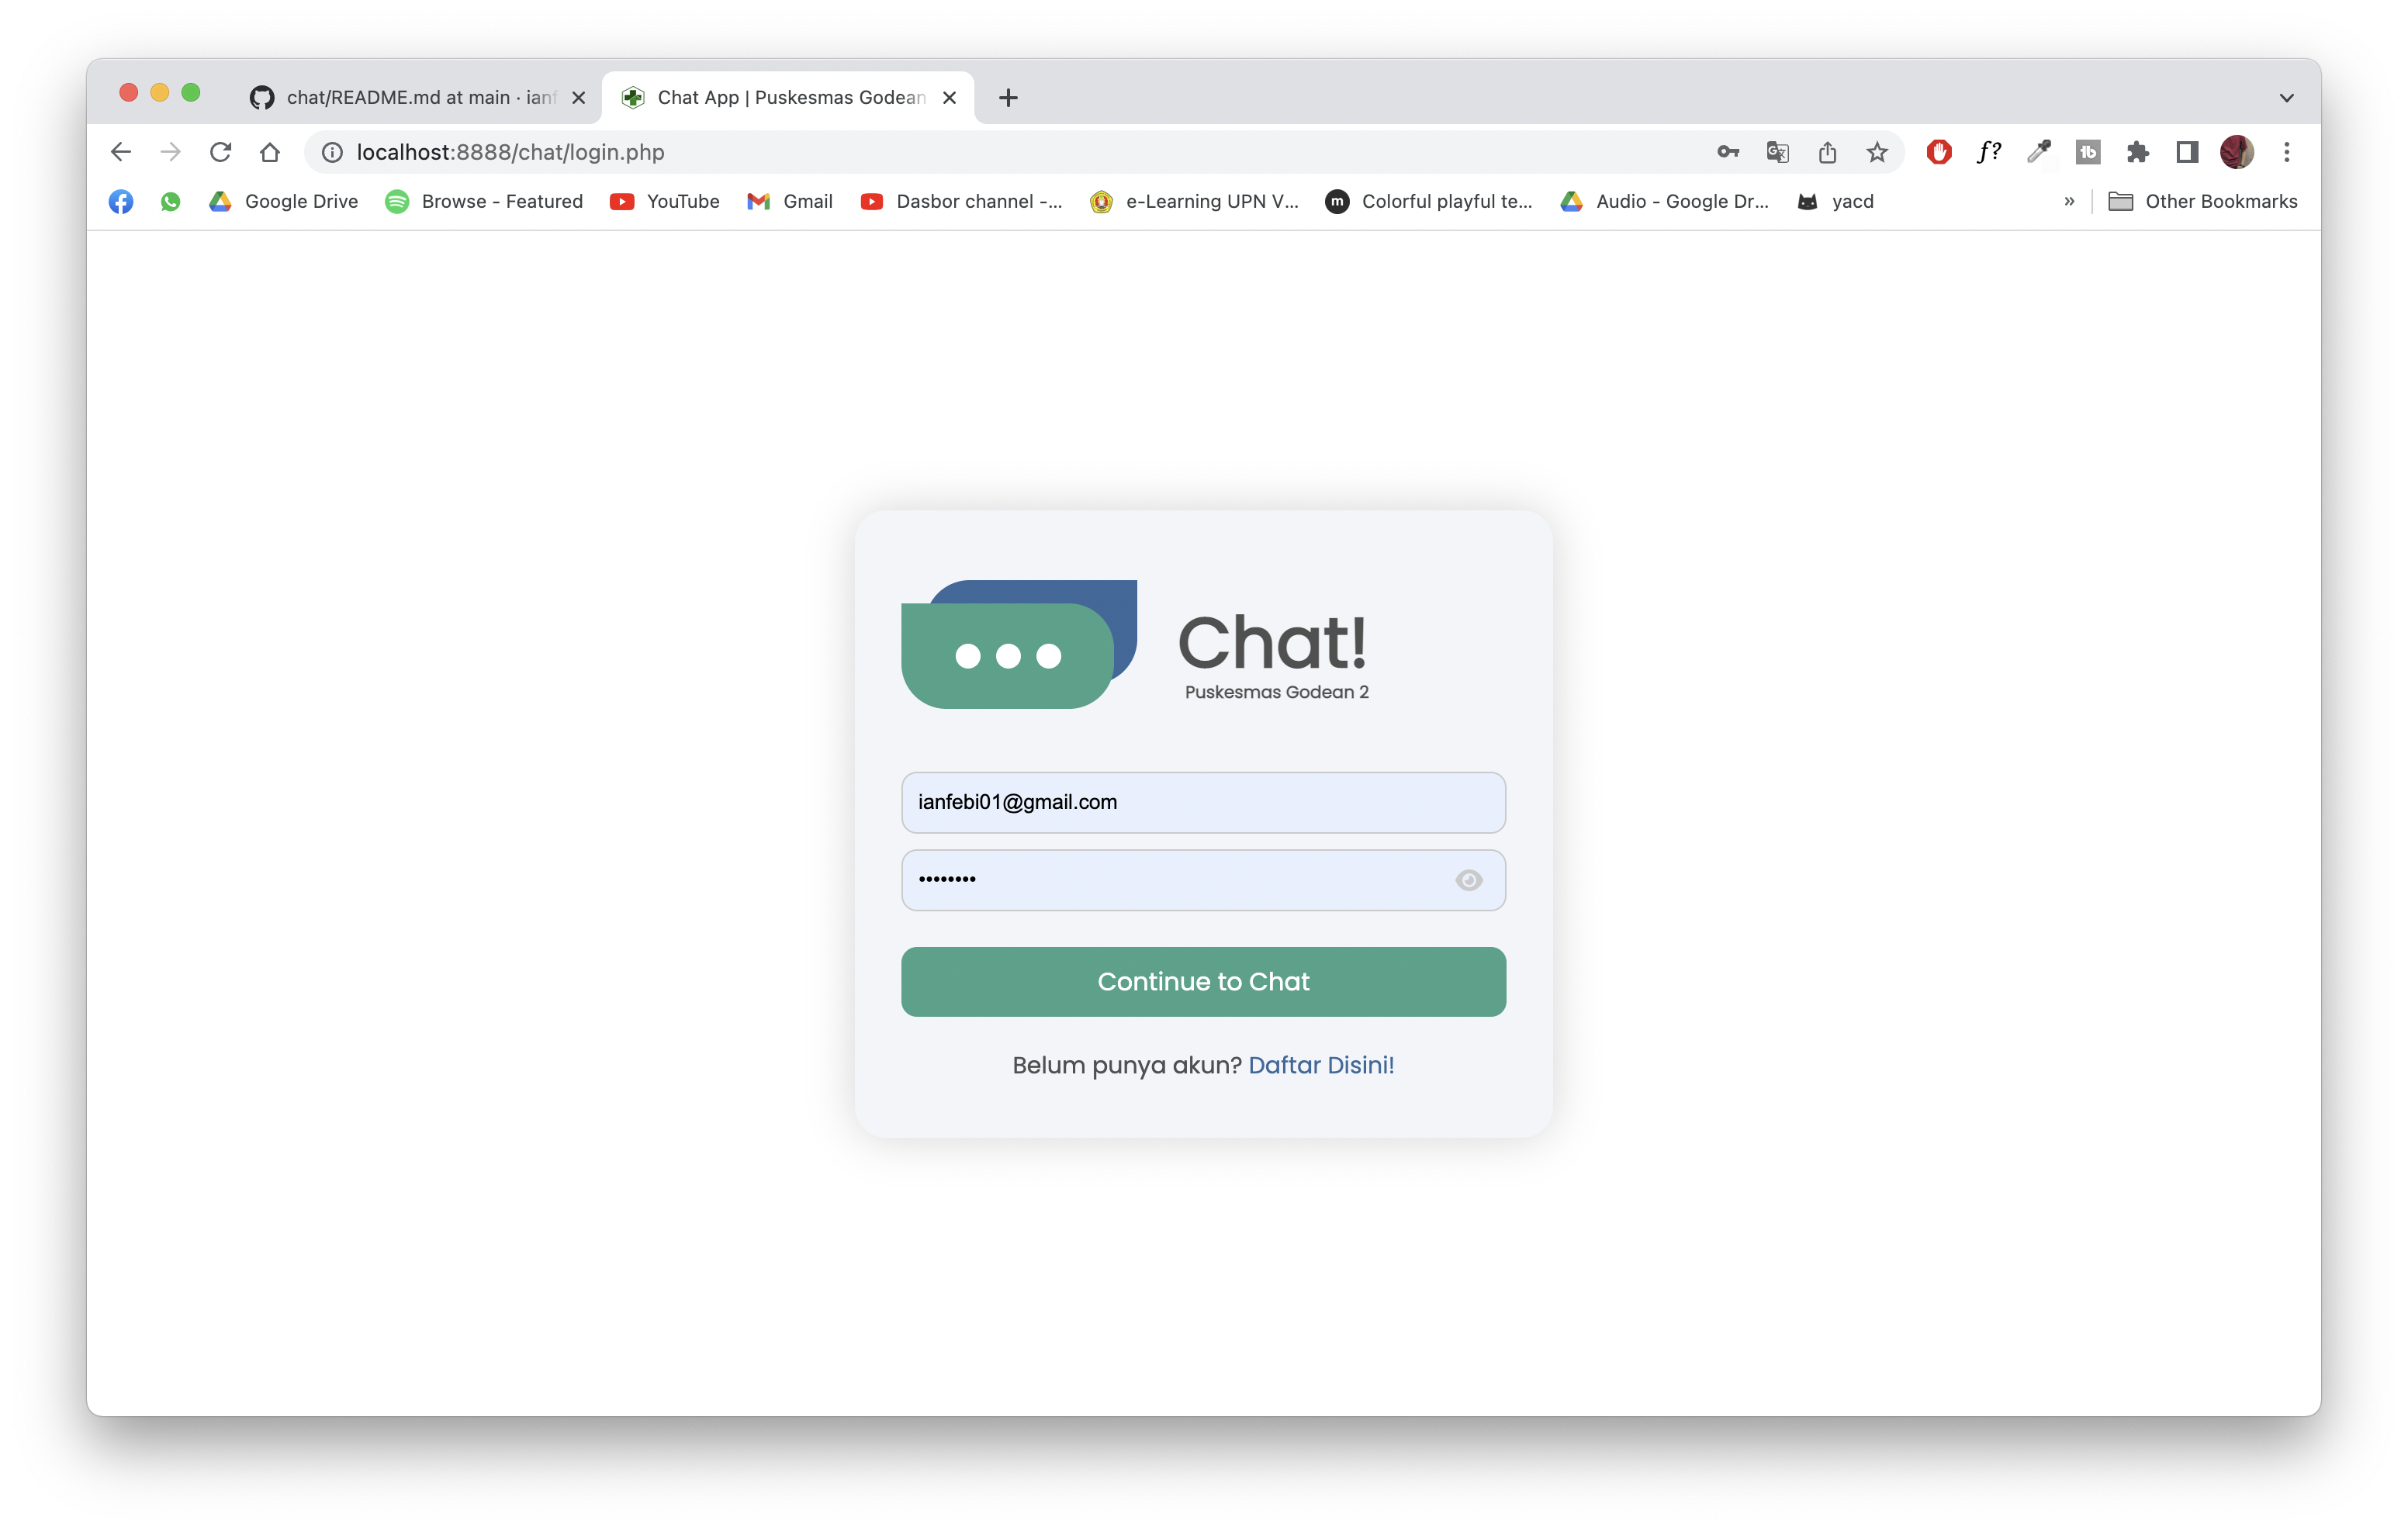 chat/README.md at main · ianf
Chat App | Puskesmas Godean
localhost:8888/chat/login.php
f?
tb
Google Drive
Browse - Featured
YouTube
Gmail
Dasbor channel -...
e-Learning UPN V...
m
Colorful playful te...
Audio - Google Dr...
yacd
»
Other Bookmarks
Chat!
Puskesmas Godean 2
ianfebi01@gmail.com
••••••••
Continue to Chat
Belum punya akun? Daftar Disini!